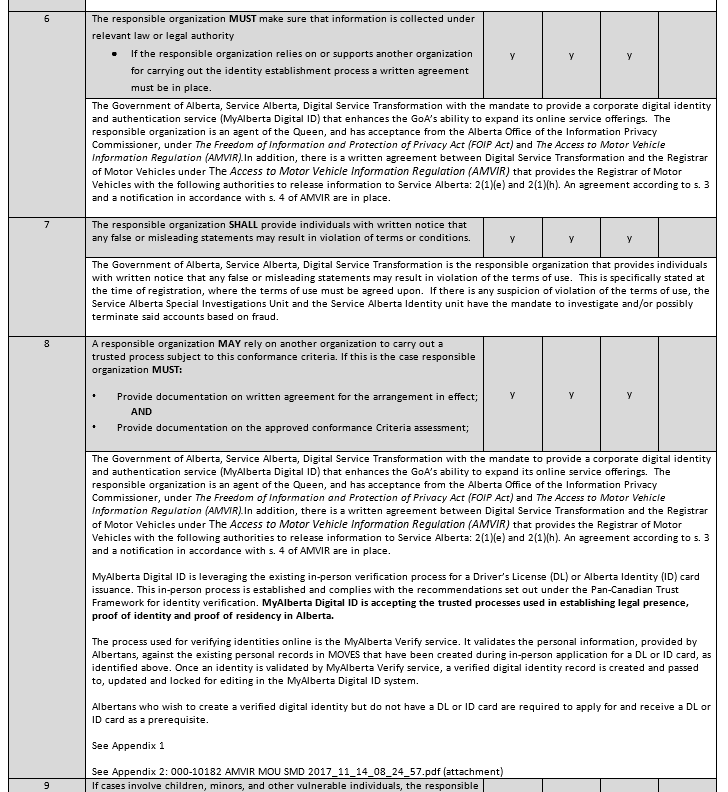 6
The responsible organization MUST make sure that information is collected under
relevant law or legal authority
• If the responsible organization relies on or supports another organization
for carrying out the identity establishment process a written agreement
must be in place.
y y y
The Government of Alberta, Service Alberta, Digital Service Transformation with the mandate to provide a corporate digital identity
and authentication service (MyAlberta Digital ID) that enhances the GoA's ability to expand its online service offerings. The
responsible organization is an agent of the Queen, and has acceptance from the Alberta Office of the Information Privacy
Commissioner, under The Freedom of Information and Protection of Privacy Act (FOIP Act) and The Access to Motor Vehicle
Information Regulation (AMVIR).In addition, there is a written agreement between Digital Service Transformation and the Registrar
of Motor Vehicles under The Access to Motor Vehicle Information Regulation (AMVIR) that provides the Registrar of Motor
Vehicles with the following authorities to release information to Service Alberta: 2(1)(e) and 2(1)(h). An agreement according to s. 3
and a notification in accordance with s. 4 of AMVIR are in place.
7
The responsible organization SHALL provide individuals with written notice that
any false or misleading statements may result in violation of terms or conditions.
y y y
The Government of Alberta, Service Alberta, Digital Service Transformation is the responsible organization that provides individuals
with written notice that any false or misleading statements may result in violation of the terms of use. This is specifically stated at
the time of registration, where the terms of use must be agreed upon. If there is any suspicion of violation of the terms of use, the
Service Alberta Special Investigations Unit and the Service Alberta Identity unit have the mandate to investigate and/or possibly
terminate said accounts based on fraud.
8
A responsible organization MAY rely on another organization to carry out a
trusted process subject to this conformance criteria. If this is the case responsible
organization MUST:
• Provide documentation on written agreement for the arrangement in effect;
AND
• Provide documentation on the approved conformance Criteria assessment;
y y y
The Government of Alberta, Service Alberta, Digital Service Transformation with the mandate to provide a corporate digital identity
and authentication service (MyAlberta Digital ID) that enhances the GoA's ability to expand its online service offerings. The
responsible organization is an agent of the Queen, and has acceptance from the Alberta Office of the Information Privacy
Commissioner, under The Freedom of Information and Protection of Privacy Act (FOIP Act) and The Access to Motor Vehicle
Information Regulation (AMVIR).In addition, there is a written agreement between Digital Service Transformation and the Registrar
of Motor Vehicles under The Access to Motor Vehicle Information Regulation (AMVIR) that provides the Registrar of Motor
Vehicles with the following authorities to release information to Service Alberta: 2(1)(e) and 2(1)(h). An agreement according to s. 3
and a notification in accordance with s. 4 of AMVIR are in place.
MyAlberta Digital ID is leveraging the existing in-person verification process for a Driver's License (DL) or Alberta Identity (ID) card
issuance. This in-person process is established and complies with the recommendations set out under the Pan-Canadian Trust
Framework for identity verification. MyAlberta Digital ID is accepting the trusted processes used in establishing legal presence,
proof of identity and proof of residency in Alberta.
The process used for verifying identities online is the MyAlberta Verify service. It validates the personal information, provided by
Albertans, against the existing personal records in MOVES that have been created during in-person application for a DL or ID card, as
identified above. Once an identity is validated by MyAlberta Verify service, a verified digital identity record is created and passed
to, updated and locked for editing in the MyAlberta Digital ID system.
Albertans who wish to create a verified digital identity but do not have a DL or ID card are required to apply for and receive a DL or
ID card as a prerequisite.
See Appendix 1
See Appendix 2: 000-10182 AMVIR MOU SMD 2017_11_14_08_24_57.pdf (attachment)
9
If cases involve children, minors, and other vulnerable individuals, the responsible